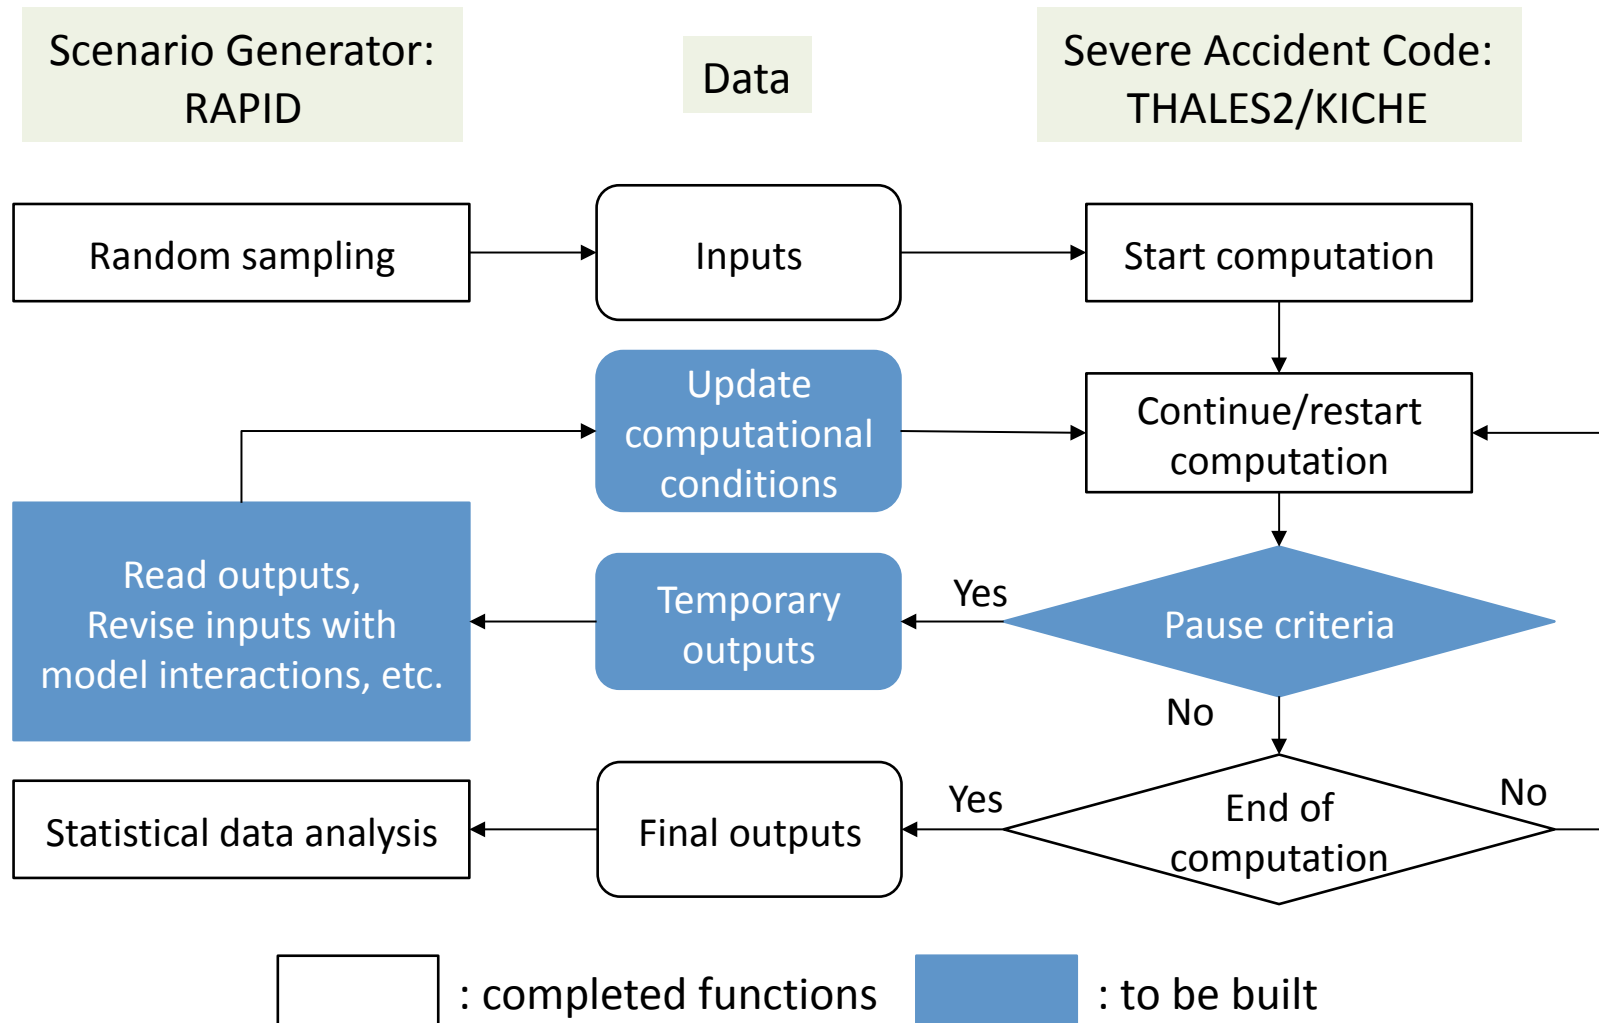 Scenario Generator:
RAPID
Data
Severe Accident Code:
THALES2/KICHE
Random sampling
Inputs
Start computation
Update
computational
conditions
Continue/restart
computation
Read outputs,
Revise inputs with
model interactions, etc.
Temporary
outputs
Yes
Pause criteria
No
Statistical data analysis
Final outputs
Yes
End of
computation
No
: completed functions
: to be built